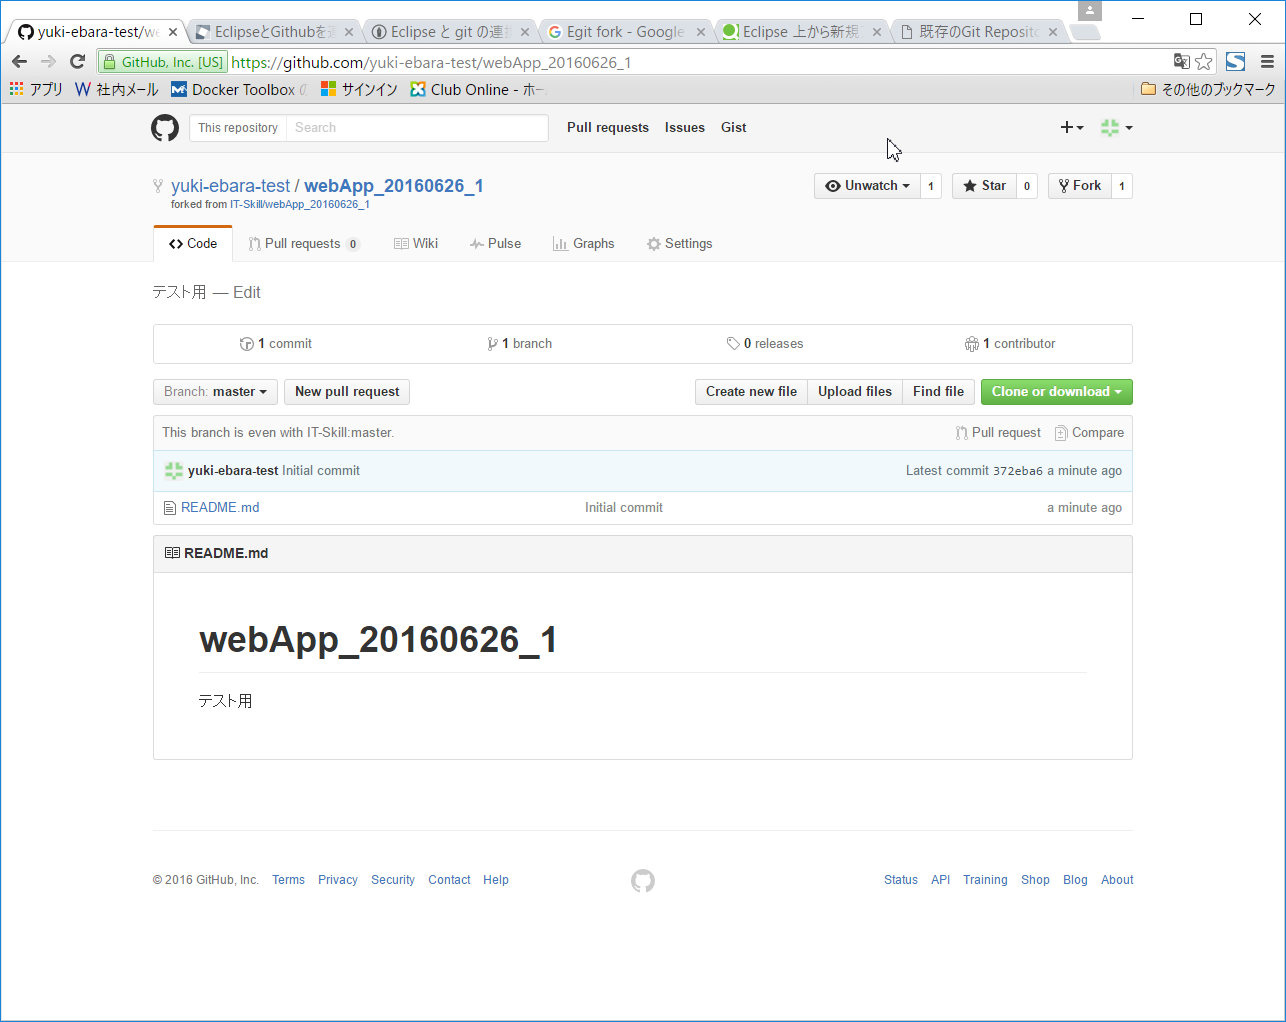 yuki-ebara-test/we
EclipseとGithubを連
Eclipse と git の連
Egit fork - Google
Eclipse 上から新規
既存のGit Reposito
GitHub, Inc. [US] https://github.com/yuki-ebara-test/webApp_20160626_1
アプリ 社内メール Docker Toolbox サインイン Club Online - ホー その他のブックマーク
This repository Search Pull requests Issues Gist
yuki-ebara-test / webApp_20160626_1
Unwatch 1 Star 0 Fork 1
forked from IT-Skill/webApp_20160626_1
Code Pull requests 0 Wiki Pulse Graphs Settings
テスト用 — Edit
1 commit 1 branch 0 releases 1 contributor
Branch: master New pull request Create new file Upload files Find file Clone or download
This branch is even with IT-Skill:master. Pull request Compare
yuki-ebara-test Initial commit Latest commit 372eba6 a minute ago
README.md Initial commit a minute ago
README.md
webApp_20160626_1
テスト用
© 2016 GitHub, Inc. Terms Privacy Security Contact Help Status API Training Shop Blog About